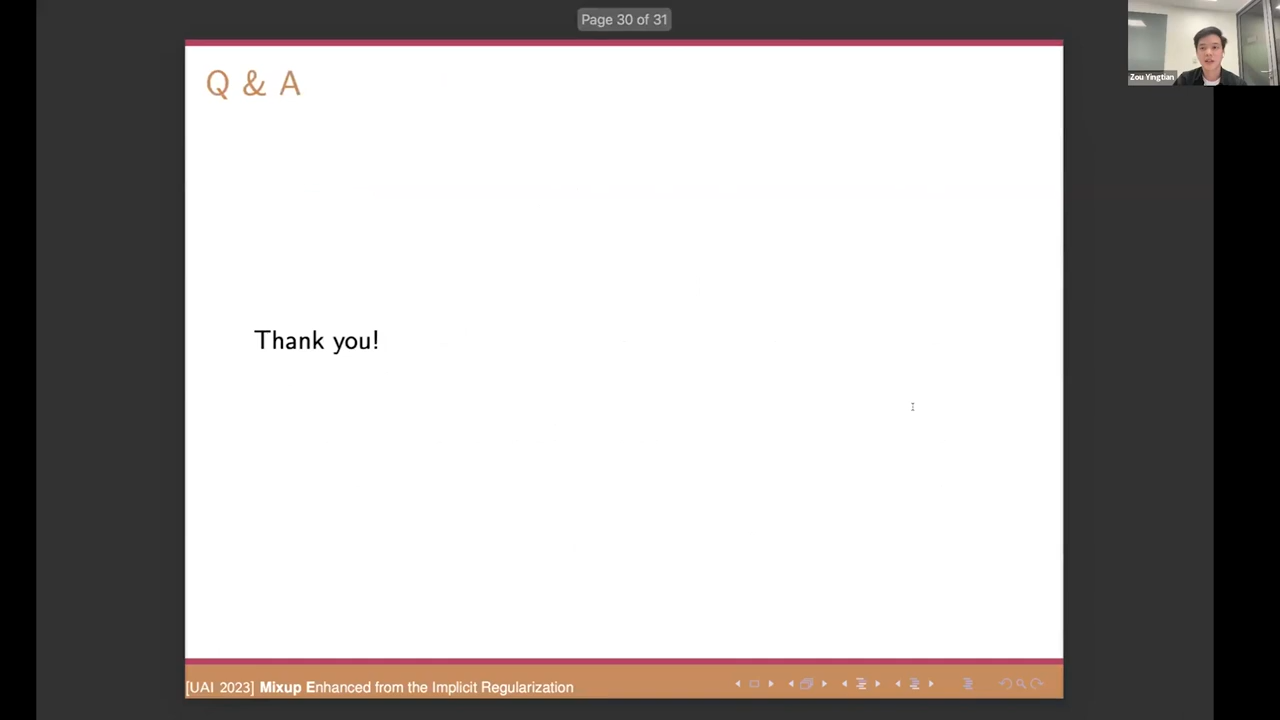 Page 30 of 31
Zou Yingtian
Q & A
Thank you!
[UAI 2023] Mixup Enhanced from the Implicit Regularization